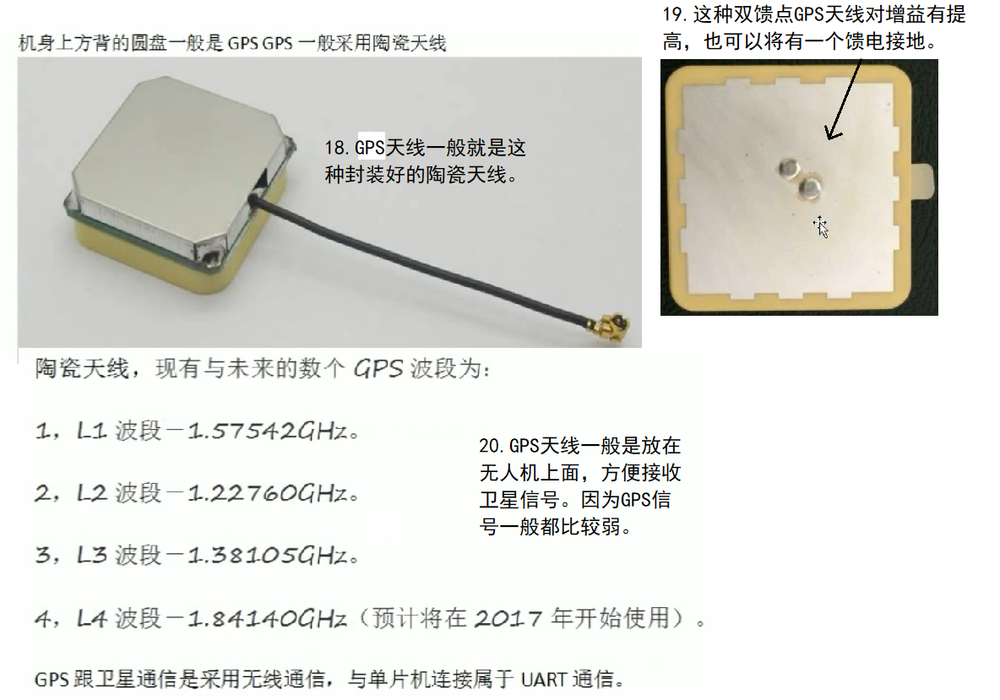 机身上方背的圆盘一般是 GPS GPS 一般采用陶瓷天线
19.这种双馈点GPS天线对增益有提
高，也可以将有一个馈电接地。
18.GPS天线一般就是这
种封装好的陶瓷天线。
陶瓷天线，现有与未来的数个 GPS 波段为：
1，L1 波段－1.57542GHz。
2，L2 波段－1.22760GHz。
3，L3 波段－1.38105GHz。
4，L4 波段－1.84140GHz（预计将在 2017 年开始使用）。
20.GPS天线一般是放在
无人机上面，方便接收
卫星信号。因为GPS信
号一般都比较弱。
GPS 跟卫星通信是采用无线通信，与单片机连接属于 UART 通信。